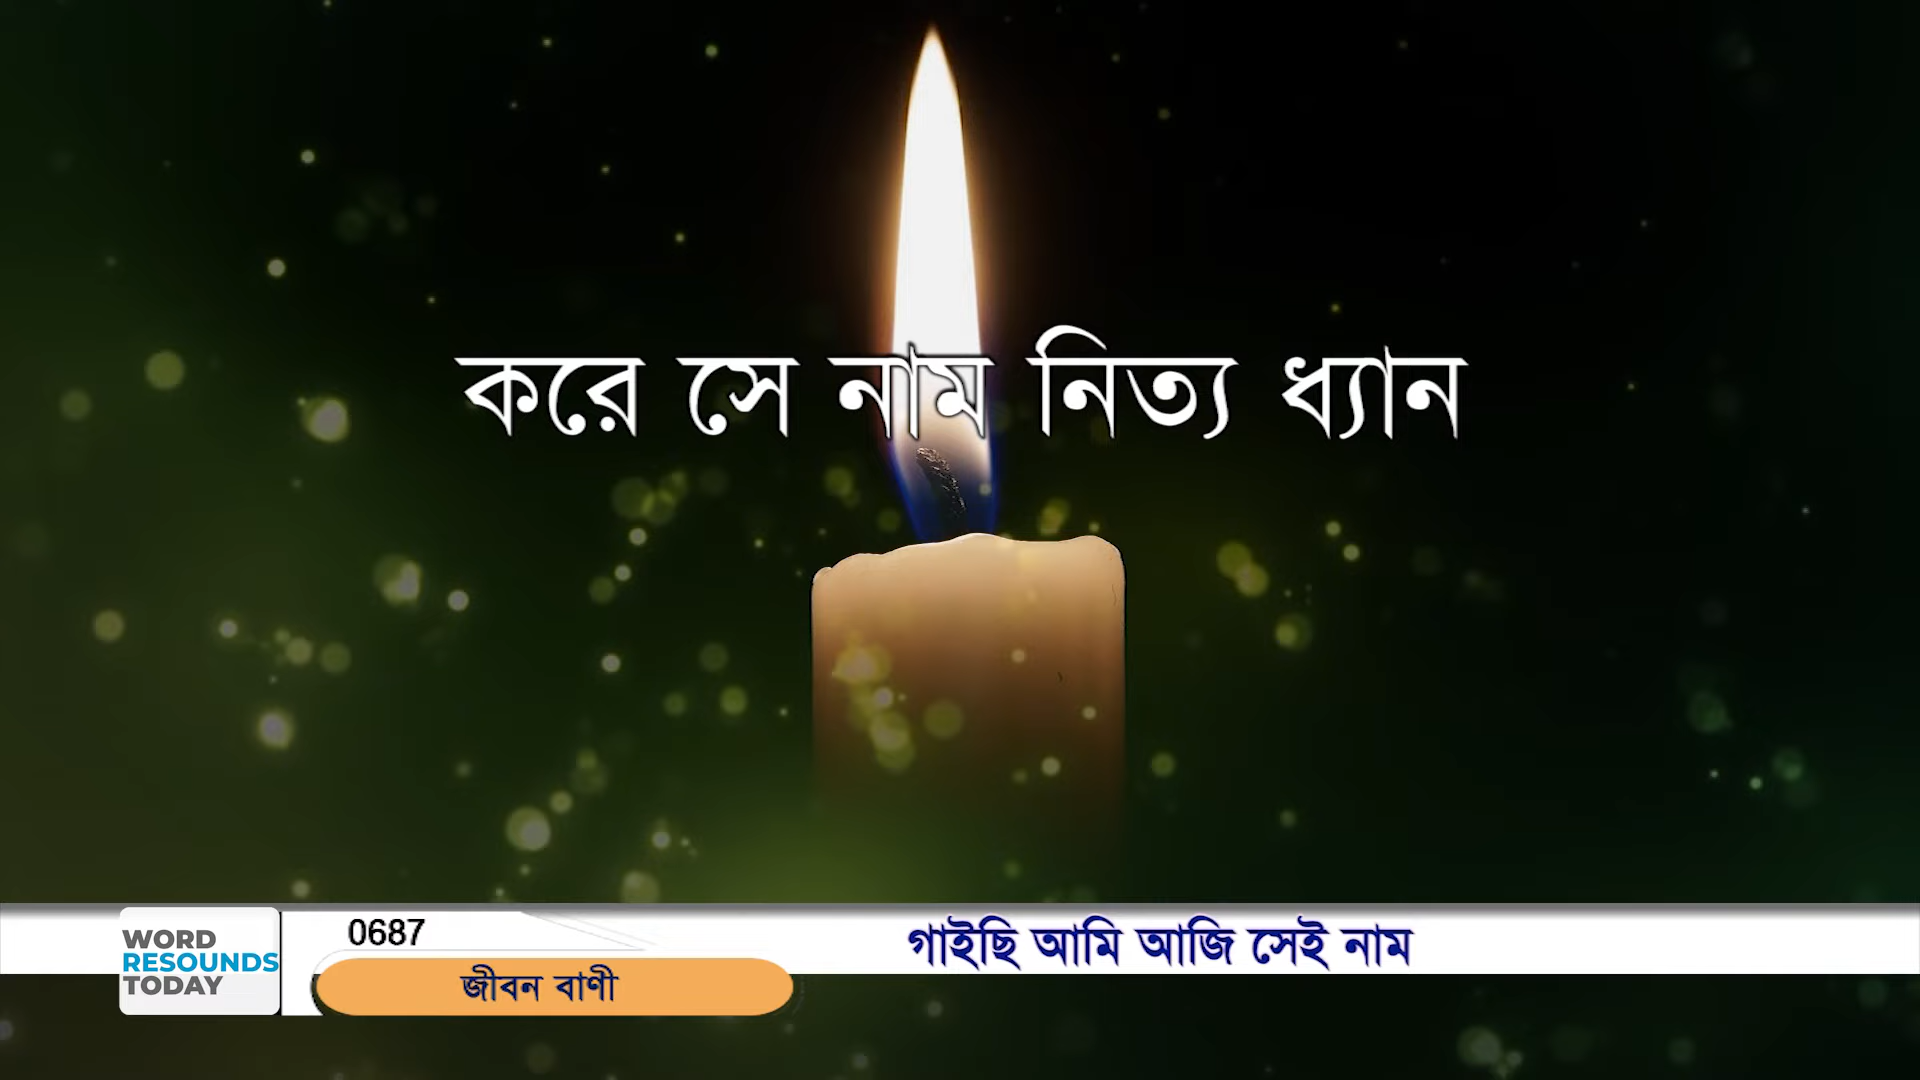 করে সে নাম নিত্য ধ্যান
WORD
RESOUNDS
TODAY
0687
জীবন বাণী
গাইছি আমি আজি সেই নাম